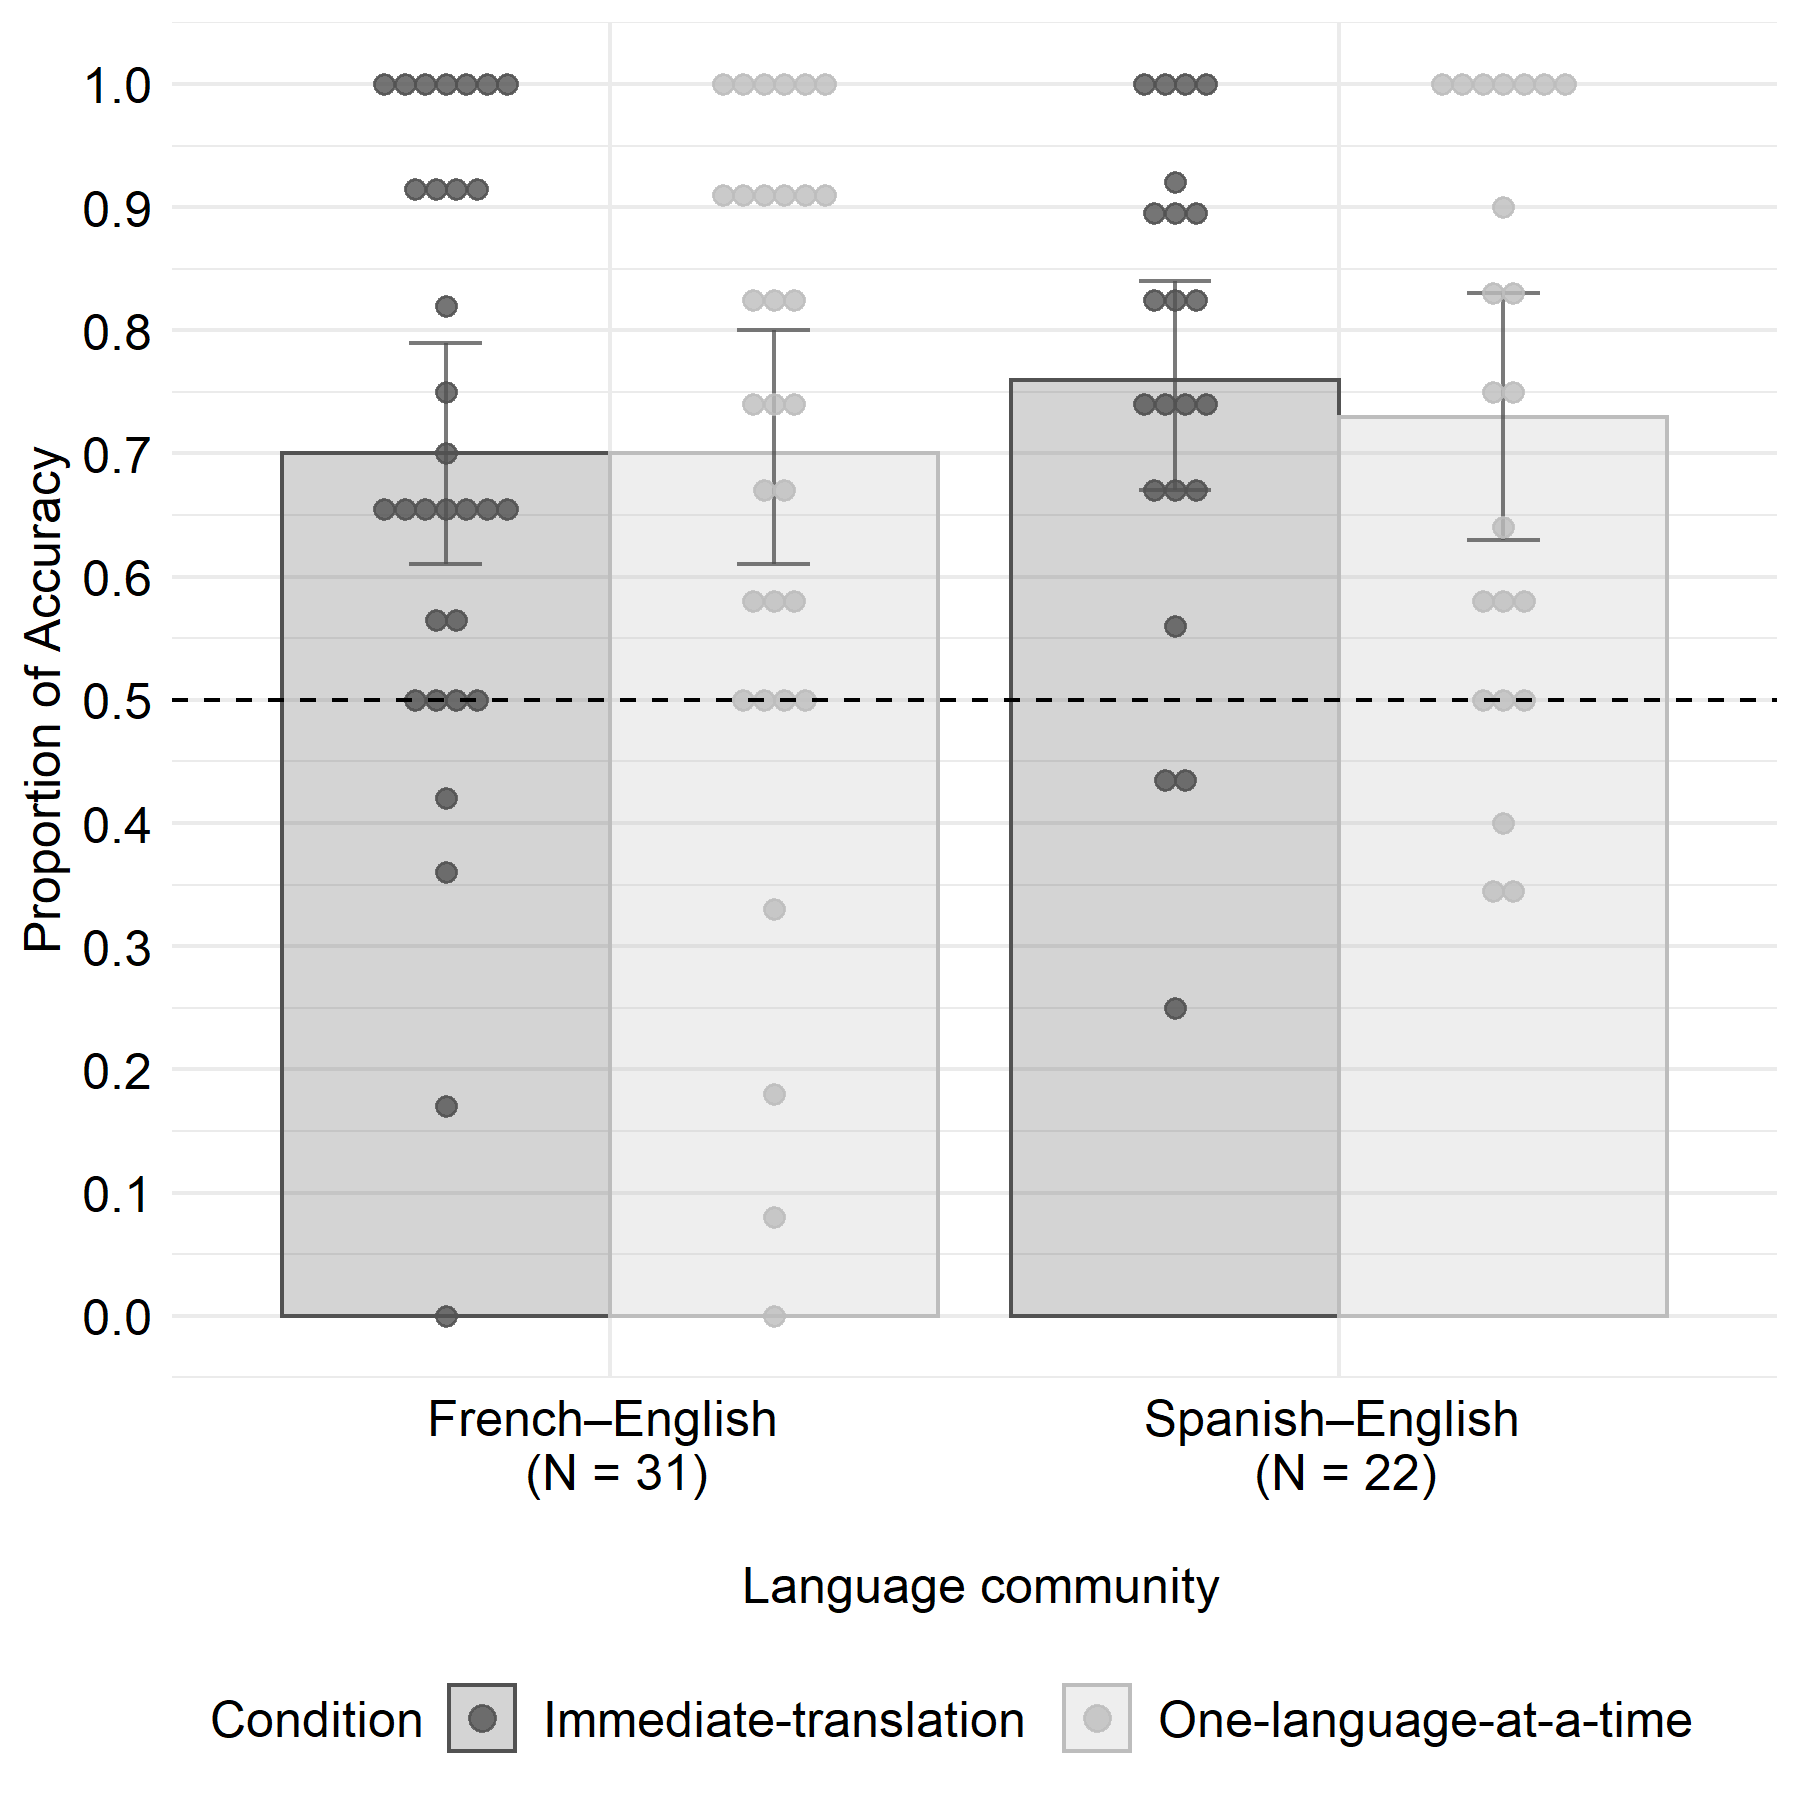 Proportion of Accuracy
1.0
0.9
0.8
0.7
0.6
0.5
0.4
0.3
0.2
0.1
0.0
French–English
(N = 31)
Spanish–English
(N = 22)
Language community
Condition
Immediate-translation
One-language-at-a-time